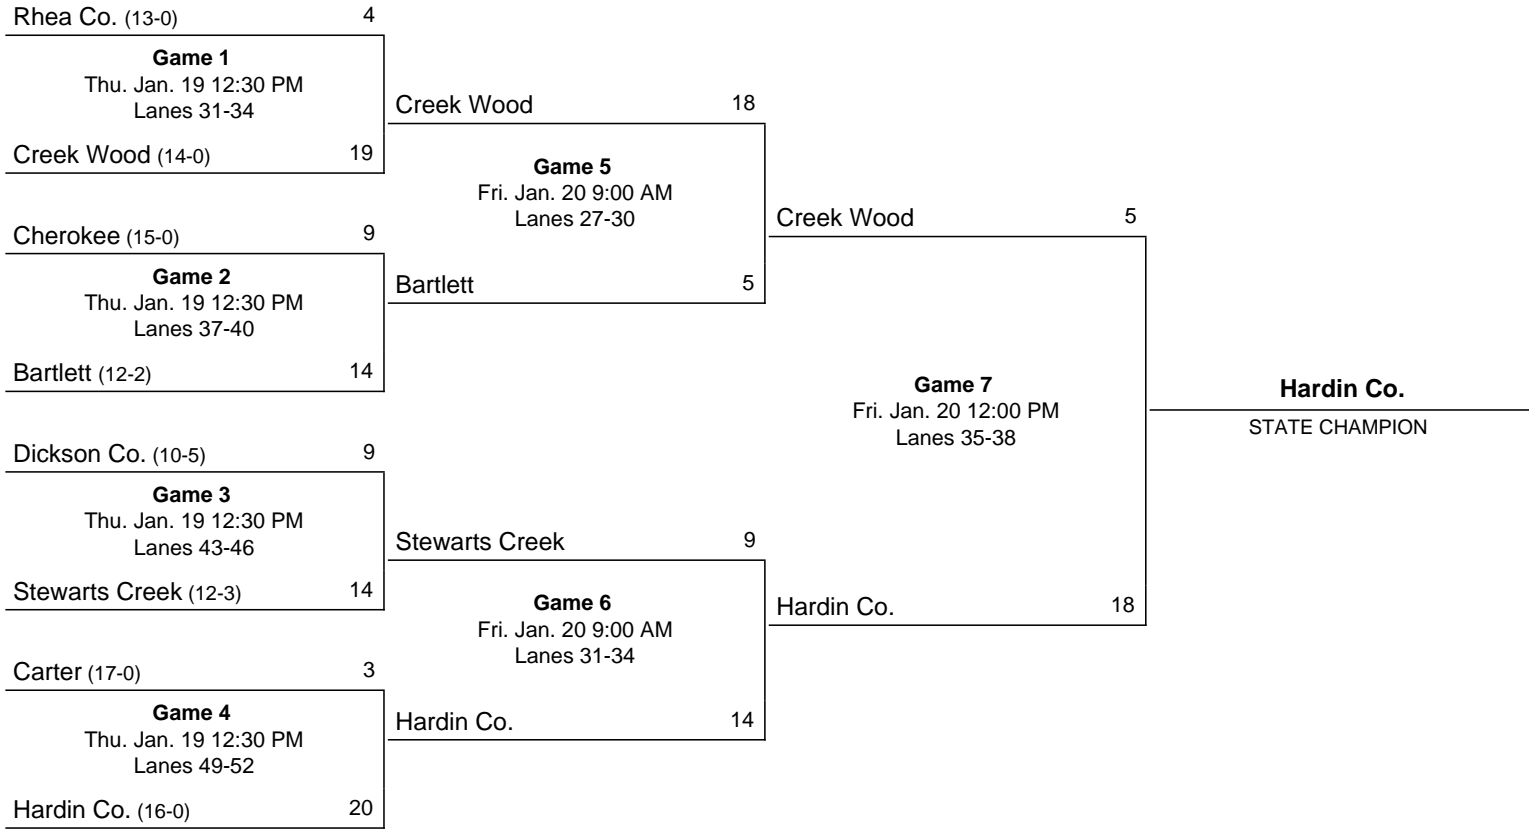 Rhea Co. (13-0) 4
Game 1
Thu. Jan. 19 12:30 PM
Lanes 31-34
Creek Wood (14-0) 19
Cherokee (15-0) 9
Game 2
Thu. Jan. 19 12:30 PM
Lanes 37-40
Bartlett (12-2) 14
Dickson Co. (10-5) 9
Game 3
Thu. Jan. 19 12:30 PM
Lanes 43-46
Stewarts Creek (12-3) 14
Carter (17-0) 3
Game 4
Thu. Jan. 19 12:30 PM
Lanes 49-52
Hardin Co. (16-0) 20
Creek Wood 18
Game 5
Fri. Jan. 20 9:00 AM
Lanes 27-30
Bartlett 5
Stewarts Creek 9
Game 6
Fri. Jan. 20 9:00 AM
Lanes 31-34
Hardin Co. 14
Creek Wood 5
Game 7
Fri. Jan. 20 12:00 PM
Lanes 35-38
Hardin Co. 18
Hardin Co.
STATE CHAMPION